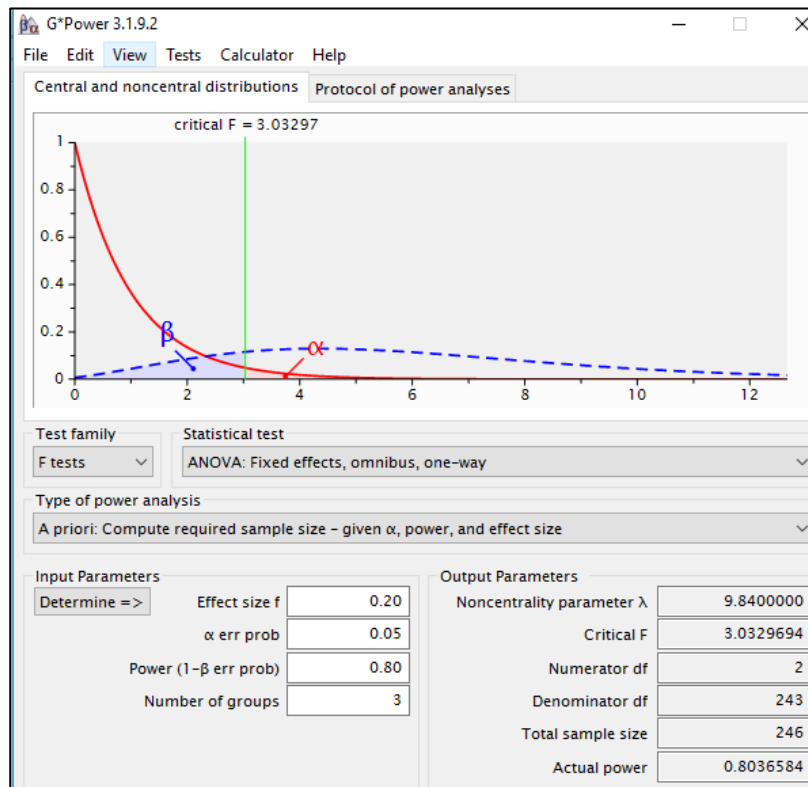 βα G*Power 3.1.9.2
File Edit View Tests Calculator Help
Central and noncentral distributions Protocol of power analyses
critical F = 3.03297
1
0.8
0.6
0.4
0.2
0
β
α
0 2 4 6 8 10 12
Test family Statistical test
F tests ANOVA: Fixed effects, omnibus, one-way
Type of power analysis
A priori: Compute required sample size - given α, power, and effect size
Input Parameters Output Parameters
Determine => Effect size f 0.20 Noncentrality parameter λ 9.8400000
α err prob 0.05 Critical F 3.0329694
Power (1-β err prob) 0.80 Numerator df 2
Number of groups 3 Denominator df 243
Total sample size 246
Actual power 0.8036584